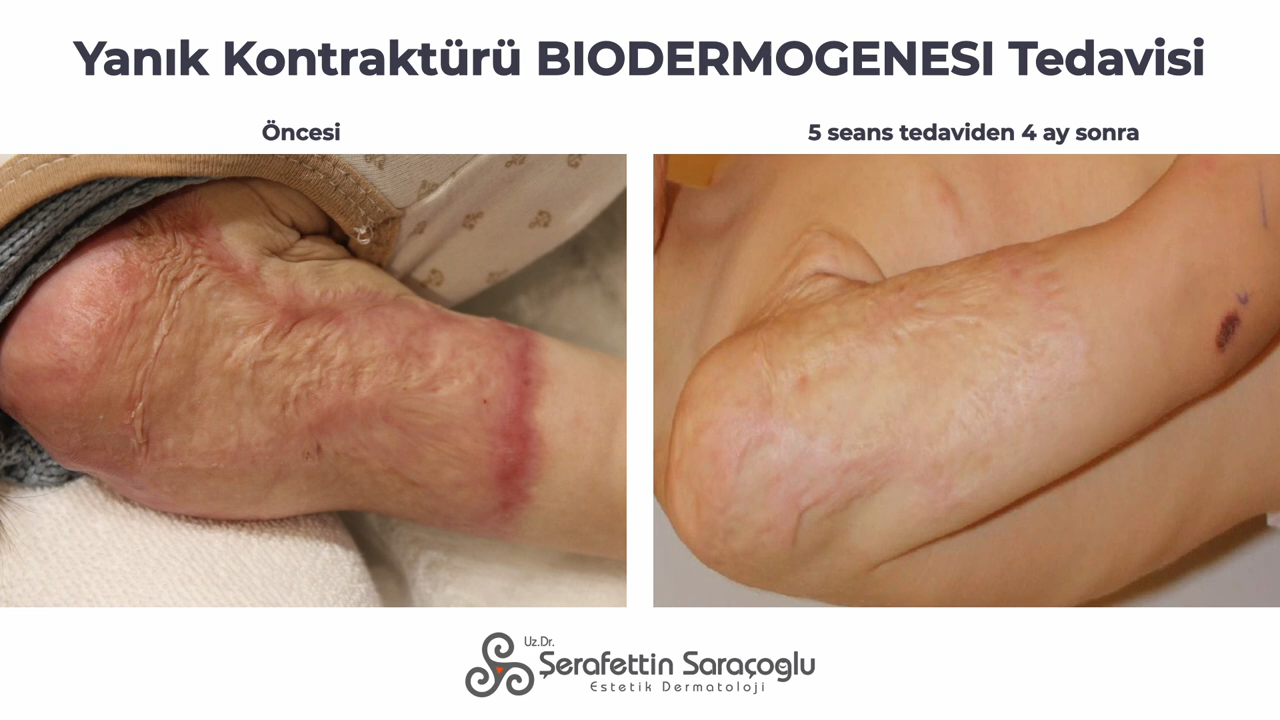 Yanık Kontraktürü BIODERMOGENESI Tedavisi
Öncesi
5 seans tedaviden 4 ay sonra
Uz.Dr.
Şerafettin Saraçoglu
Estetik Dermatoloji